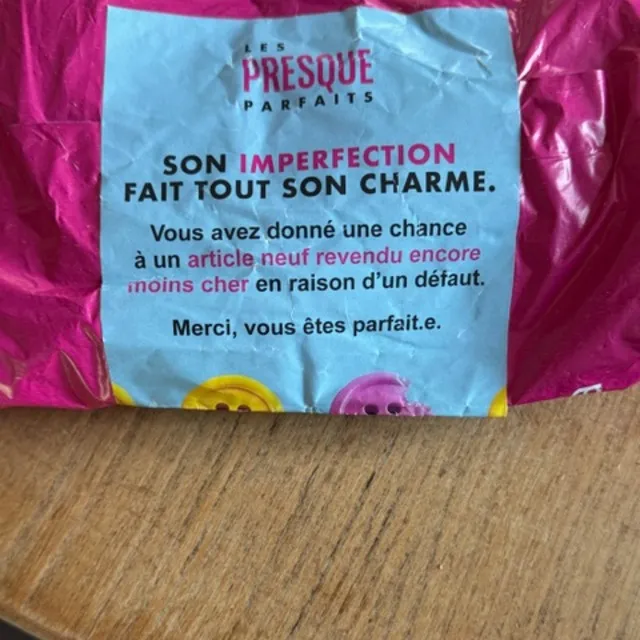 LES
PRESQUE
PARFAITS
SON IMPERFECTION
FAIT TOUT SON CHARME.
Vous avez donné une chance
à un article neuf revendu encore
moins cher en raison d'un défaut.
Merci, vous êtes parfait.e.